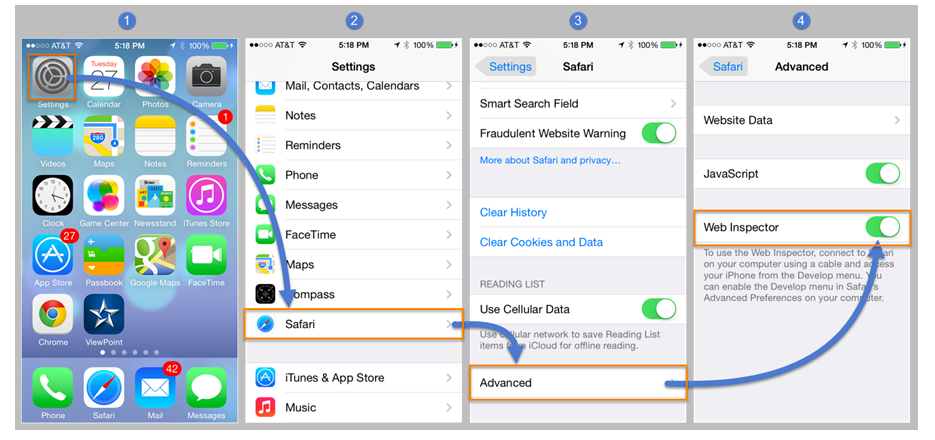 1
2
3
4
AT&T 5:18 PM 100%
Settings
Tuesday
27
Calendar
Photos
Camera
Videos
280
Maps
Notes
1
Reminders
Clock
Game Center
Newsstand
iTunes Store
27
App Store
Passbook
Google Maps
FaceTime
Chrome
ViewPoint
Phone
Safari
42
Mail
Messages
AT&T 5:18 PM 100%
Settings
Mail, Contacts, Calendars
Notes
Reminders
Phone
Messages
FaceTime
Maps
Compass
Safari
iTunes & App Store
Music
AT&T 5:18 PM 100%
Settings Safari
Smart Search Field
Fraudulent Website Warning
More about Safari and privacy...
Clear History
Clear Cookies and Data
READING LIST
Use Cellular Data
Use Cellular network to save Reading List
items from iCloud for offline reading.
Advanced
AT&T 5:18 PM 100%
Safari Advanced
Website Data
JavaScript
Web Inspector
To use the Web Inspector, connect to Safari
on your computer using a cable and access
your iPhone from the Develop menu. You
can enable the Develop menu in Safari's
Advanced Preferences on your computer.